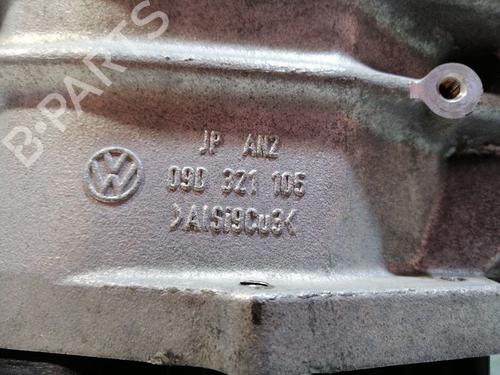 B-PARTS
JP AN2
09D 321 105
>AlSi9Cu3<